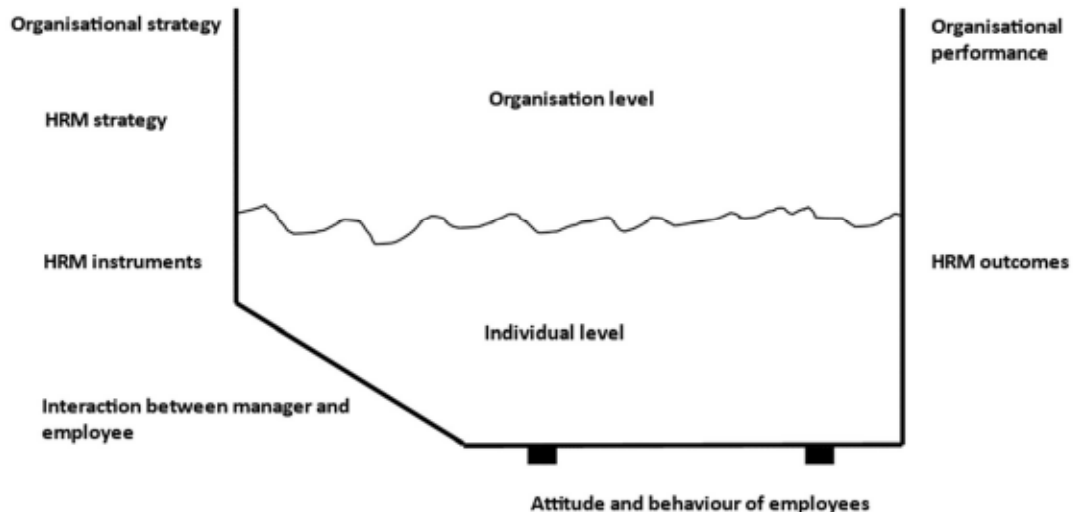 Organisational strategy
Organisational
performance
Organisation level
HRM strategy
HRM instruments
HRM outcomes
Individual level
Interaction between manager and
employee
Attitude and behaviour of employees